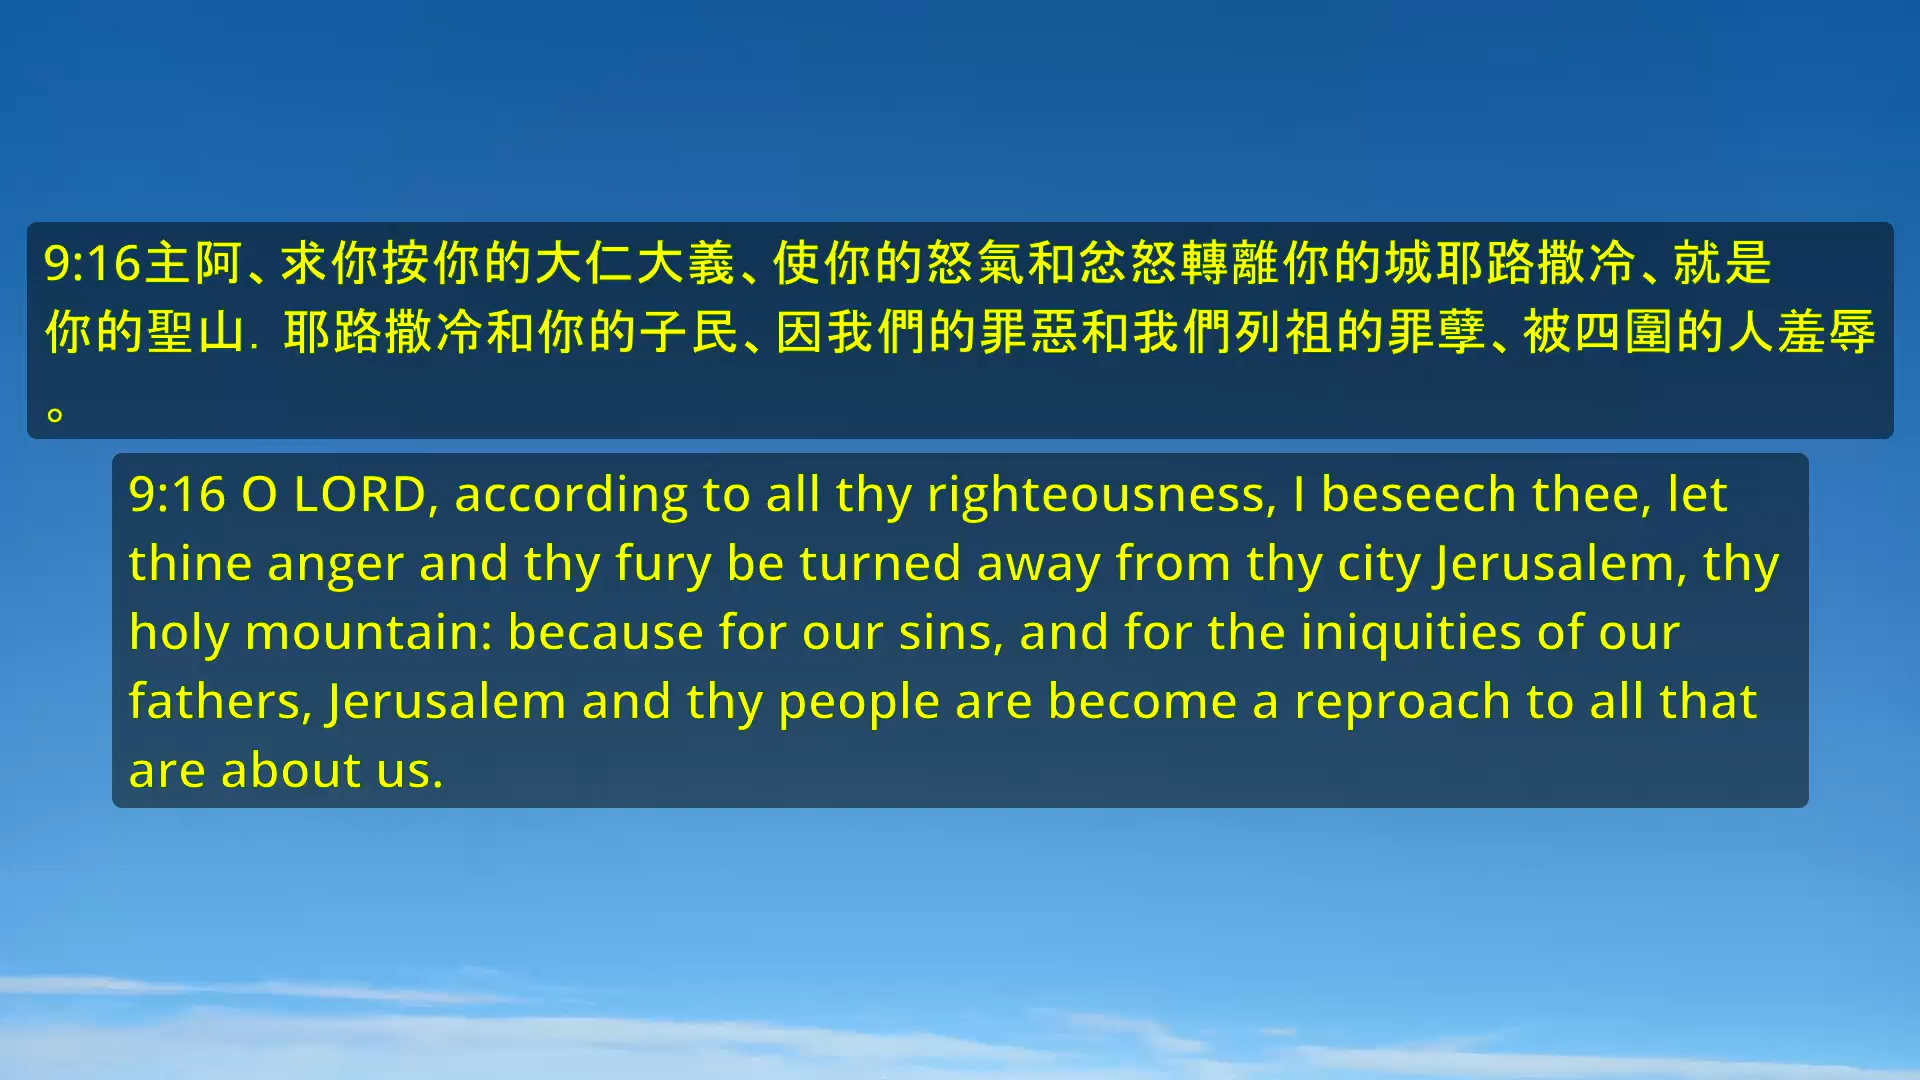 9:16主阿、求你按你的大仁大義、使你的怒氣和忿怒轉離你的城耶路撒冷、就是
你的聖山．耶路撒冷和你的子民、因我們的罪惡和我們列祖的罪孽、被四圍的人羞辱
。
9:16 O LORD, according to all thy righteousness, I beseech thee, let
thine anger and thy fury be turned away from thy city Jerusalem, thy
holy mountain: because for our sins, and for the iniquities of our
fathers, Jerusalem and thy people are become a reproach to all that
are about us.